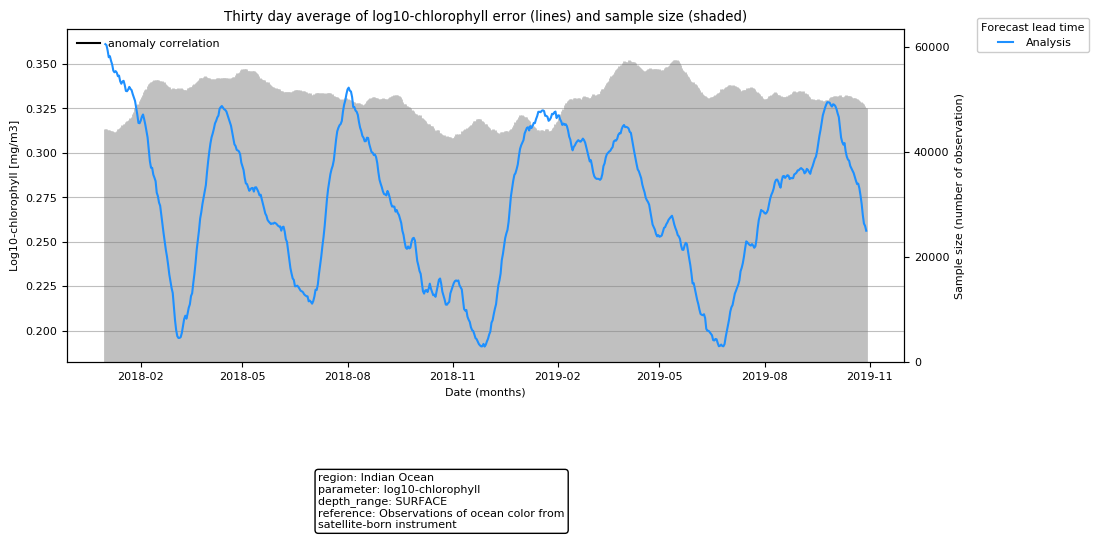 Thirty day average of log10-chlorophyll error (lines) and sample size (shaded)
Forecast lead time
Analysis
anomaly correlation
0.350
0.325
0.300
0.275
0.250
0.225
0.200
Log10-chlorophyll [mg/m3]
60000
40000
20000
0
Sample size (number of observation)
2018-02 2018-05 2018-08 2018-11 2019-02 2019-05 2019-08 2019-11
Date (months)
region: Indian Ocean
parameter: log10-chlorophyll
depth_range: SURFACE
reference: Observations of ocean color from
satellite-born instrument